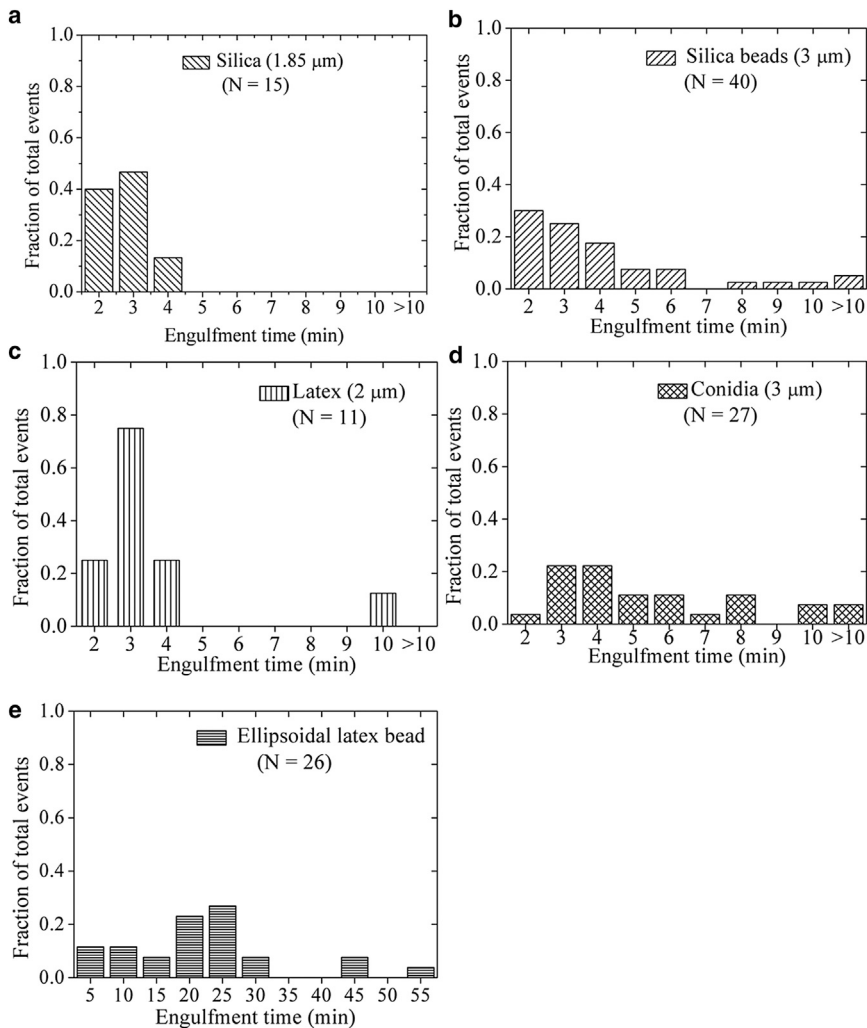 a
Silica (1.85 μm)
(N = 15)
Fraction of total events
1.0
0.8
0.6
0.4
0.2
0.0
2 3 4 5 6 7 8 9 10 >10
Engulfment time (min)
b
Silica beads (3 μm)
(N = 40)
Fraction of total events
1.0
0.8
0.6
0.4
0.2
0.0
2 3 4 5 6 7 8 9 10 >10
Engulfment time (min)
c
Latex (2 μm)
(N = 11)
Fraction of total events
1.0
0.8
0.6
0.4
0.2
0.0
2 3 4 5 6 7 8 9 10 >10
Engulfment time (min)
d
Conidia (3 μm)
(N = 27)
Fraction of total events
1.0
0.8
0.6
0.4
0.2
0.0
2 3 4 5 6 7 8 9 10 >10
Engulfment time (min)
e
Ellipsoidal latex bead
(N = 26)
Fraction of total events
1.0
0.8
0.6
0.4
0.2
0.0
5 10 15 20 25 30 35 40 45 50 55
Engulfment time (min)